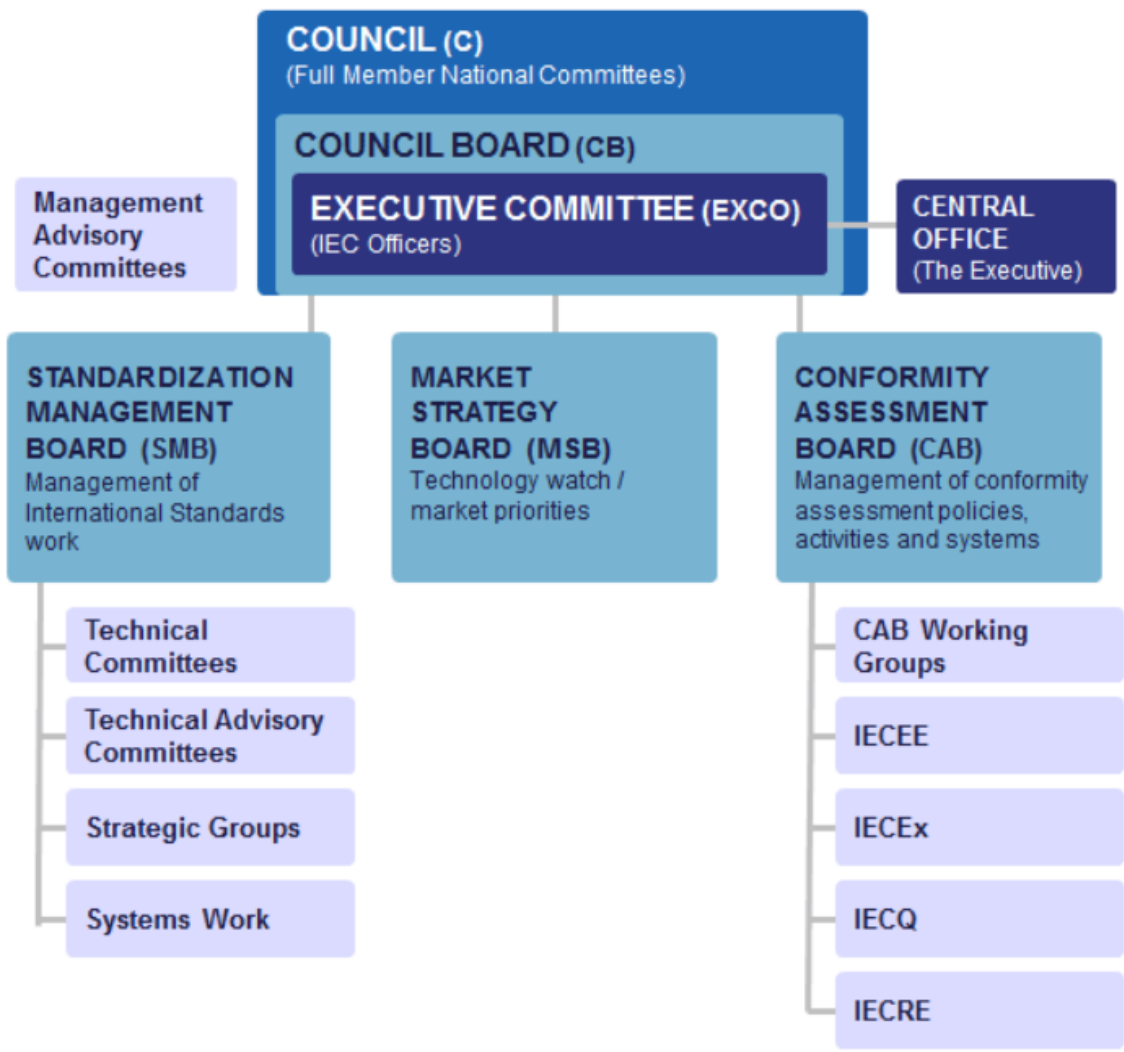 COUNCIL (C)
(Full Member National Committees)
COUNCIL BOARD (CB)
EXECUTIVE COMMITTEE (EXCO)
(IEC Officers)
Management
Advisory
Committees
CENTRAL
OFFICE
(The Executive)
STANDARDIZATION
MANAGEMENT
BOARD (SMB)
Management of
International Standards
work
MARKET
STRATEGY
BOARD (MSB)
Technology watch /
market priorities
CONFORMITY
ASSESSMENT
BOARD (CAB)
Management of conformity
assessment policies,
activities and systems
Technical
Committees
Technical Advisory
Committees
Strategic Groups
Systems Work
CAB Working
Groups
IECEE
IECEx
IECQ
IECRE